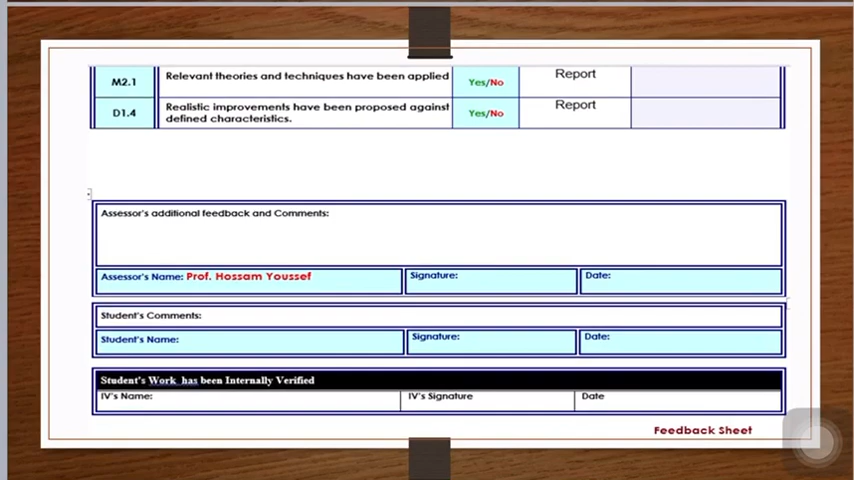 M2.1 Relevant theories and techniques have been applied Yes/No Report
D1.4 Realistic improvements have been proposed against Yes/No Report
defined characteristics.
Assessor's additional feedback and Comments:
Assessor's Name: Prof. Hossam Youssef Signature: Date:
Student's Comments:
Student's Name: Signature: Date:
Student's Work has been Internally Verified
IV's Name: IV's Signature Date
Feedback Sheet